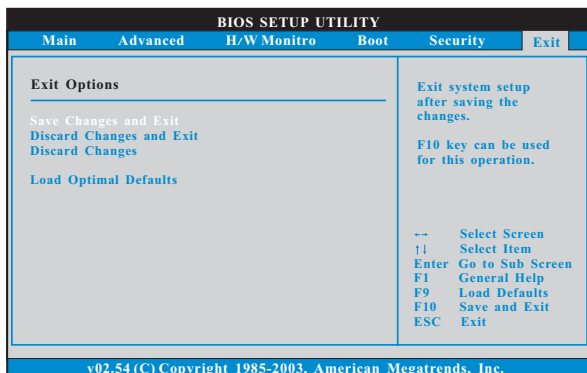 BIOS SETUP UTILITY
Main Advanced H/W Monitro Boot Security Exit
Exit Options
Save Changes and Exit
Discard Changes and Exit
Discard Changes
Load Optimal Defaults
Exit system setup
after saving the
changes.
F10 key can be used
for this operation.
←→ Select Screen
↑↓ Select Item
Enter Go to Sub Screen
F1 General Help
F9 Load Defaults
F10 Save and Exit
ESC Exit
v02.54 (C) Copyright 1985-2003, American Megatrends, Inc.